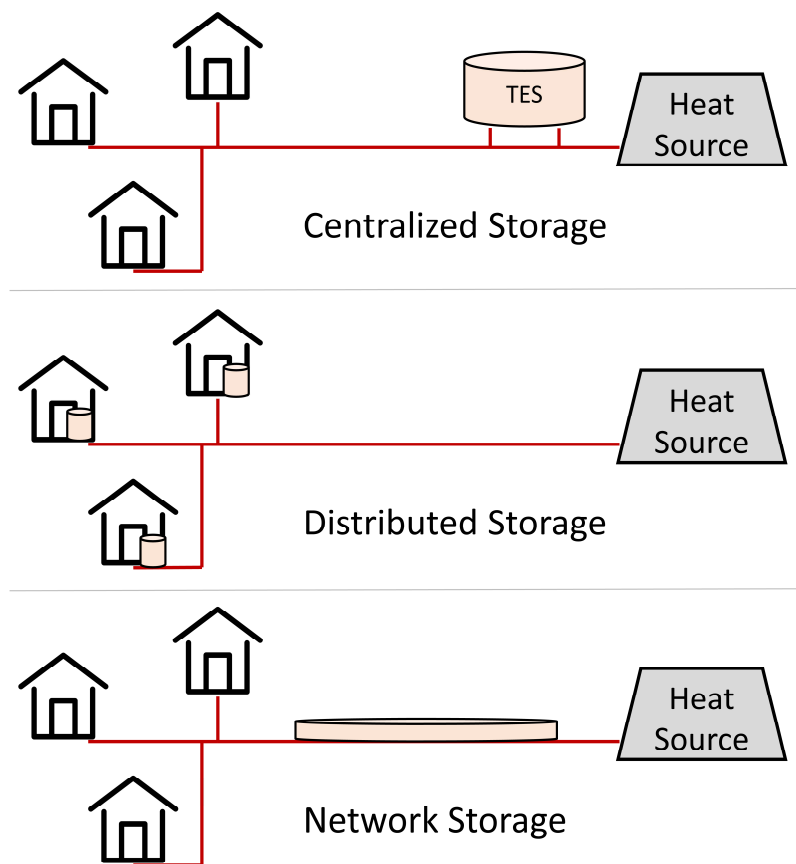 TES
Heat
Source
Centralized Storage
Heat
Source
Distributed Storage
Heat
Source
Network Storage